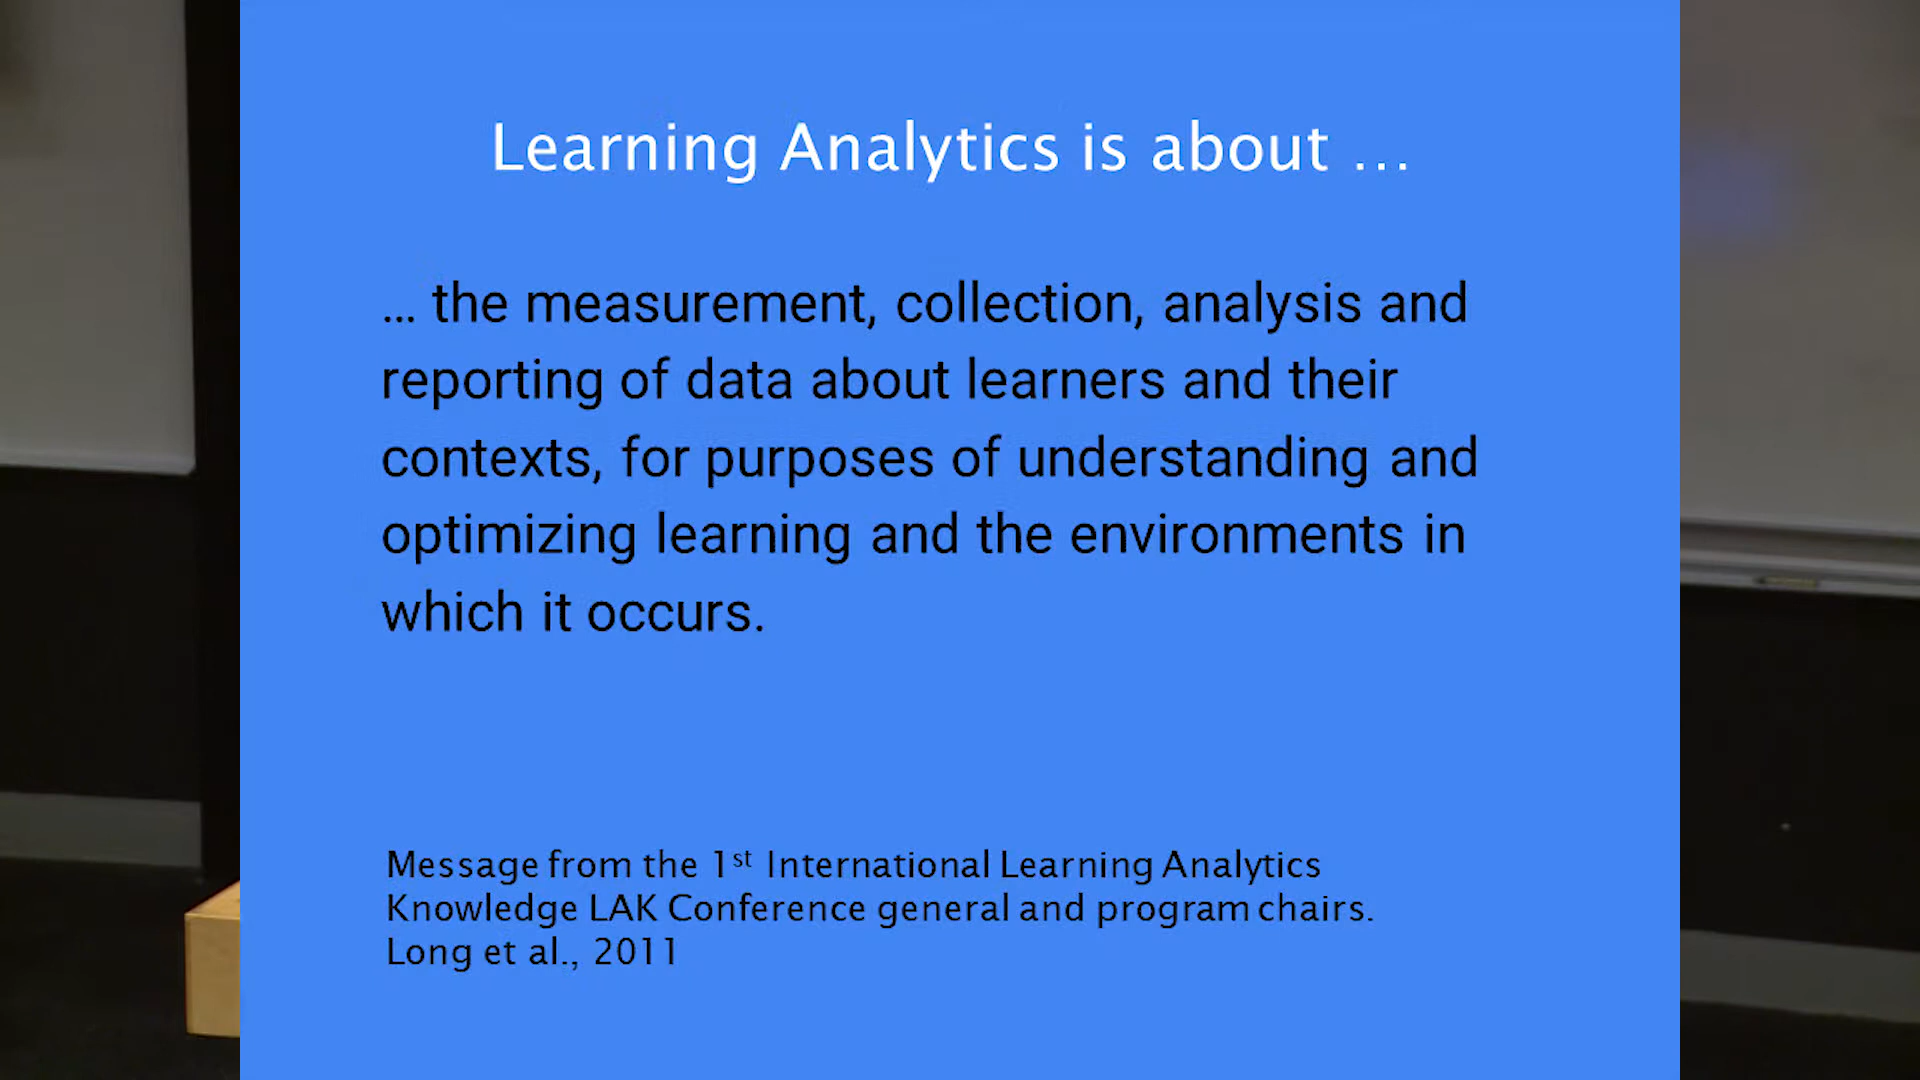 Learning Analytics is about ...
... the measurement, collection, analysis and
reporting of data about learners and their
contexts, for purposes of understanding and
optimizing learning and the environments in
which it occurs.
Message from the 1st International Learning Analytics
Knowledge LAK Conference general and program chairs.
Long et al., 2011